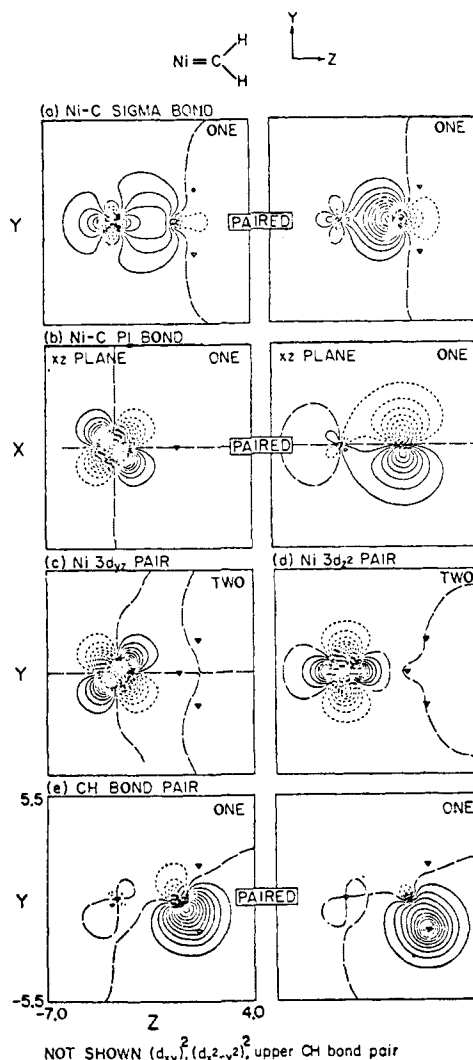 H
Ni=C
H
Y
Z
(a) Ni-C SIGMA BOND
ONE
ONE
Y
PAIRED
(b) Ni-C PI BOND
xz PLANE
ONE
xz PLANE
ONE
X
PAIRED
(c) Ni 3dyz PAIR
(d) Ni 3dz² PAIR
TWO
TWO
Y
(e) CH BOND PAIR
5.5
ONE
ONE
Y
PAIRED
-5.5
-7.0
Z
4.0
NOT SHOWN (dxy)², (dx²-y²)², upper CH bond pair